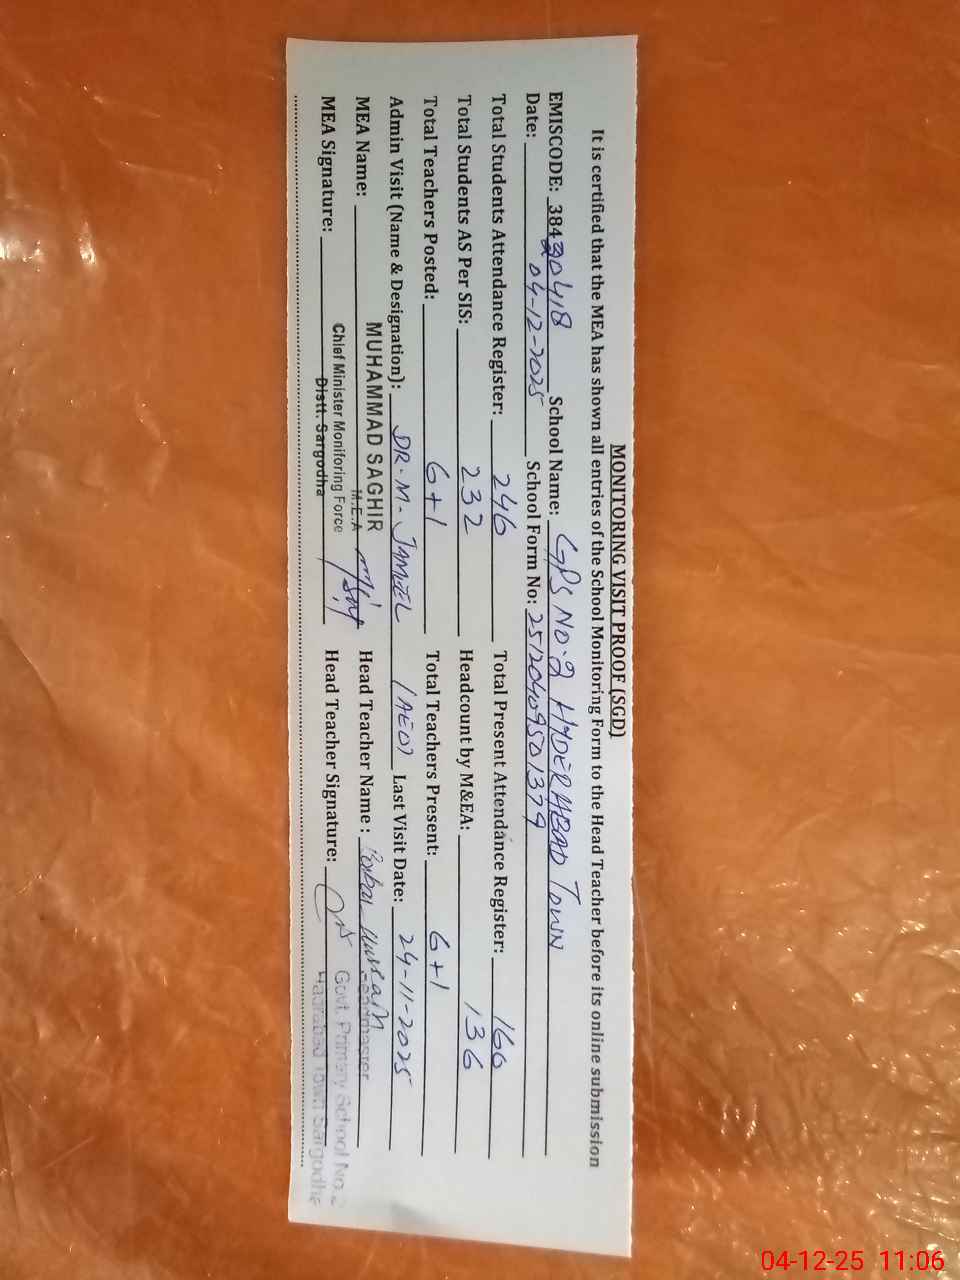 MONITORING VISIT PROOF (SGD)
It is certified that the MEA has shown all entries of the School Monitoring Form to the Head Teacher before its online submission
EMISCODE: 38430418 School Name: GPS NO.2 HYDERABAD TOWN
Date: 04-12-2025 School Form No: 25120409501379
Total Students Attendance Register: 246 Total Present Attendance Register: 166
Total Students AS Per SIS: 232 Headcount by M&EA: 136
Total Teachers Posted: 6+1 Total Teachers Present: 6+1
Admin Visit (Name & Designation): DR. M. JAMEEL (AEO) Last Visit Date: 24-11-2025
MEA Name: MUHAMMAD SAGHIR Head Teacher Name :
M.E.A
Headmaster
MEA Signature: Chief Minister Monitoring Force Head Teacher Signature: Govt. Primary School No. 2
Distt. Sargodha Hadrabad Town Sargodha
04-12-25 11:06